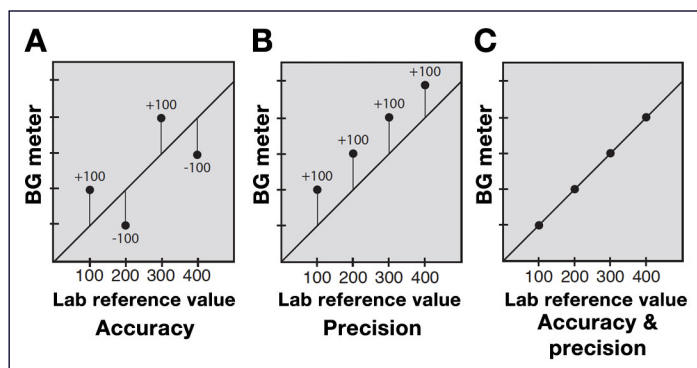 A
BG meter
+100
-100
+100
-100
100 200 300 400
Lab reference value
Accuracy
B
BG meter
+100
+100
+100
+100
100 200 300 400
Lab reference value
Precision
C
BG meter
100 200 300 400
Lab reference value
Accuracy &
precision